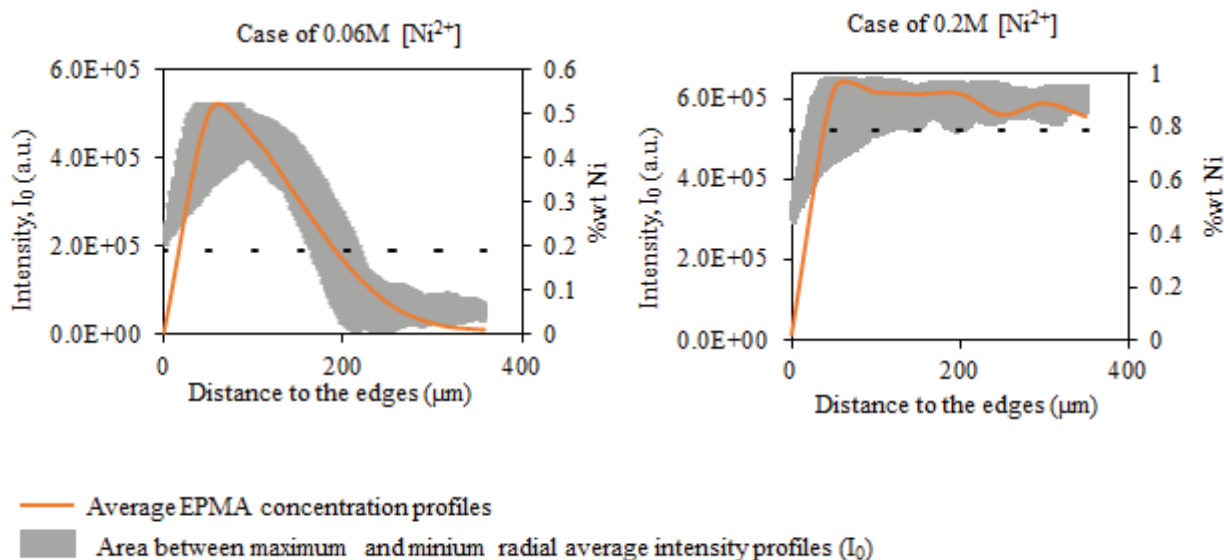 Case of 0.06M [Ni²⁺]
Intensity, I₀ (a.u.)
6.0E+05
4.0E+05
2.0E+05
0.0E+00
0.6
0.5
0.4
0.3
0.2
0.1
0
%wt Ni
0 200 400
Distance to the edges (µm)
Case of 0.2M [Ni²⁺]
Intensity, I₀ (a.u.)
6.0E+05
4.0E+05
2.0E+05
0.0E+00
1
0.8
0.6
0.4
0.2
0
%wt Ni
0 200 400
Distance to the edges (µm)
Average EPMA concentration profiles
Area between maximum and minium radial average intensity profiles (I₀)